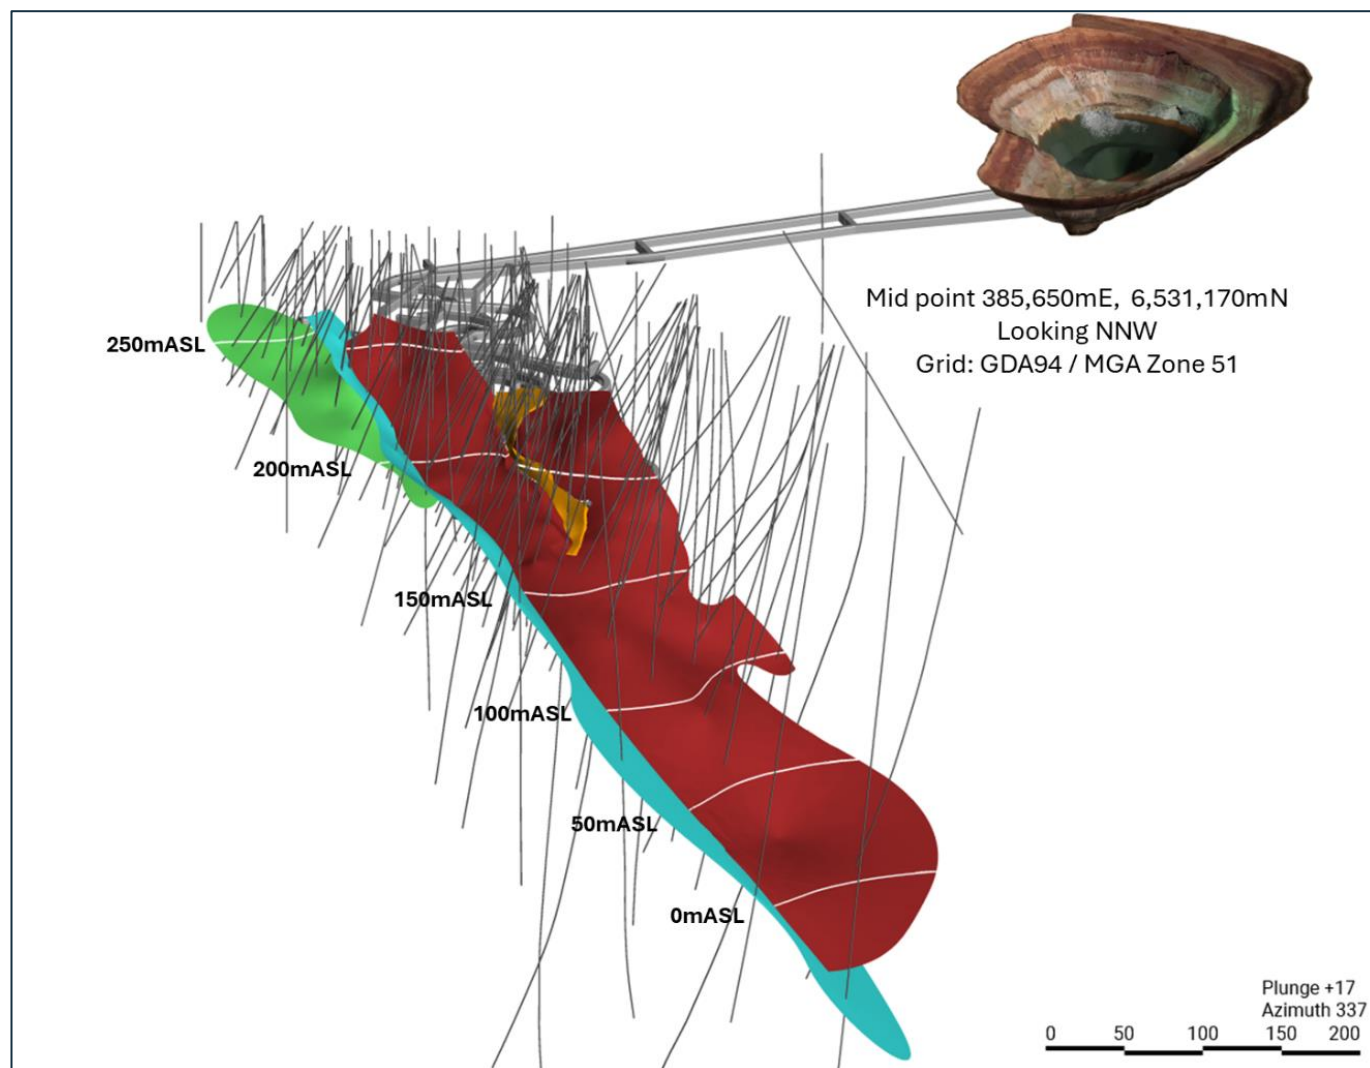 Mid point 385,650mE, 6,531,170mN
Looking NNW
Grid: GDA94 / MGA Zone 51
250mASL
200mASL
150mASL
100mASL
50mASL
0mASL
Plunge +17
Azimuth 337
0 50 100 150 200